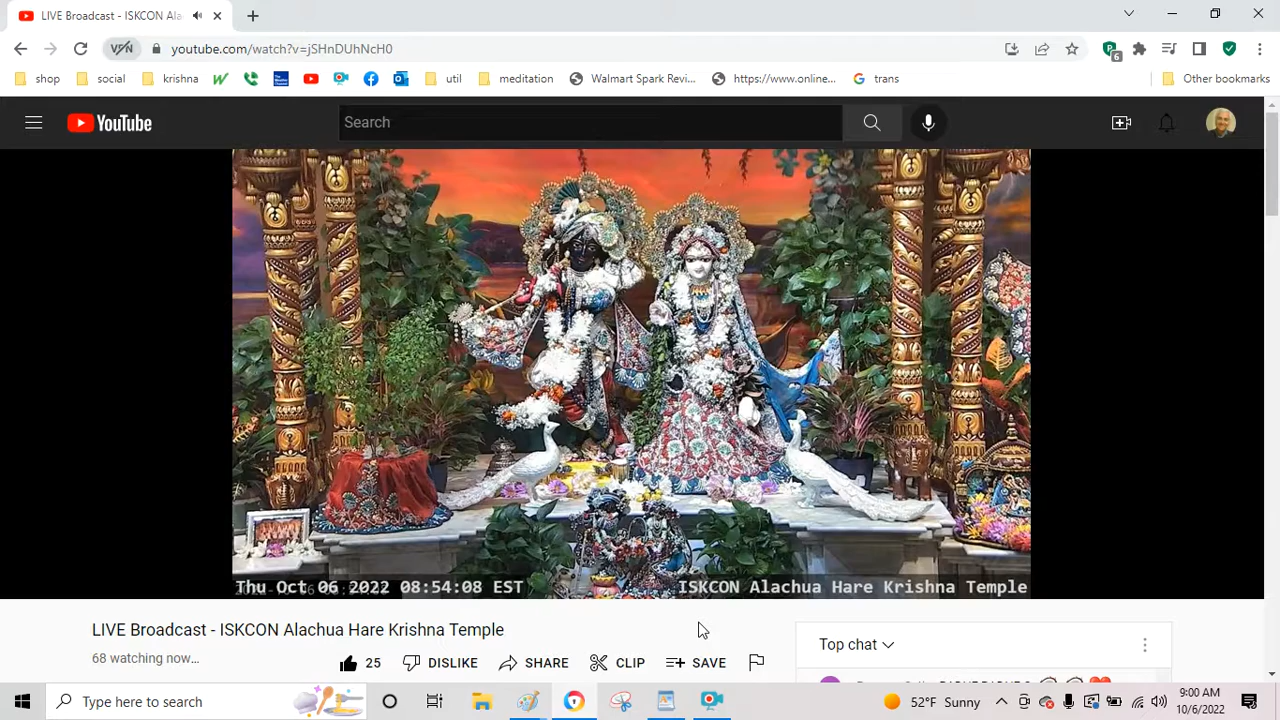 LIVE Broadcast - ISKCON Ala
youtube.com/watch?v=jSHnDUhNcH0
6
shop social krishna util meditation Walmart Spark Revi... https://www.online... trans Other bookmarks
YouTube Search
Thu Oct 06 2022 08:54:08 EST ISKCON Alachua Hare Krishna Temple
LIVE Broadcast - ISKCON Alachua Hare Krishna Temple
68 watching now...
25 DISLIKE SHARE CLIP SAVE
Top chat
Type here to search
52°F Sunny
9:00 AM
10/6/2022